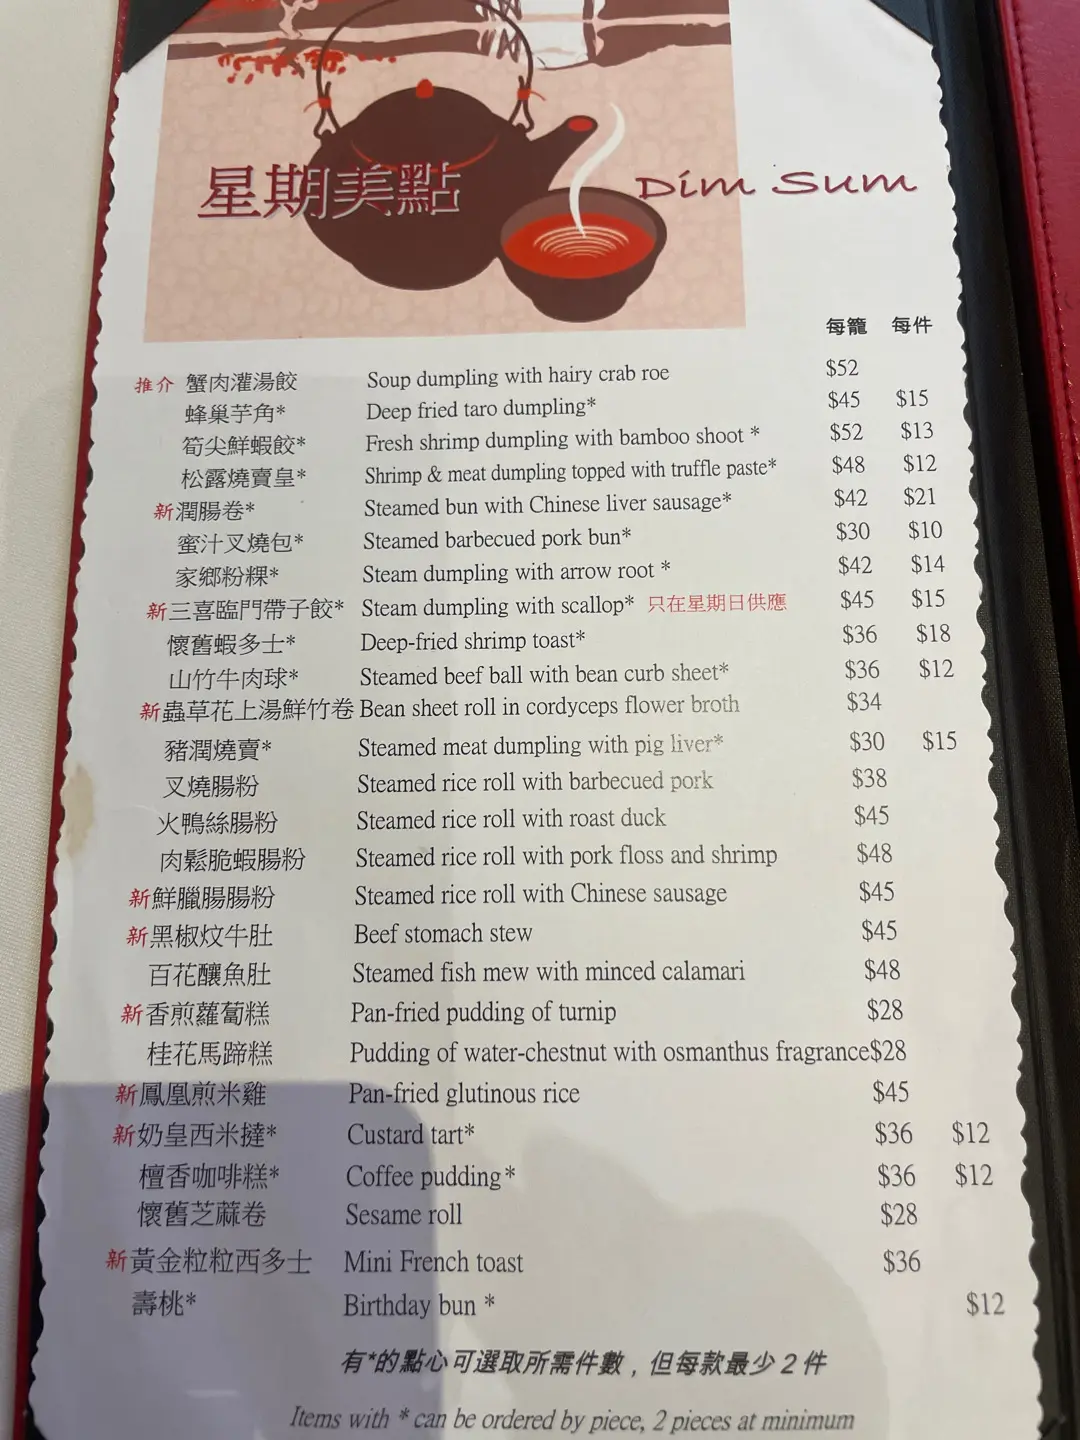 星期美點 Dim Sum
每籠 每件
推介 蟹肉灌湯餃 Soup dumpling with hairy crab roe $52
蜂巢芋角* Deep fried taro dumpling* $45 $15
筍尖鮮蝦餃* Fresh shrimp dumpling with bamboo shoot * $52 $13
松露燒賣皇* Shrimp & meat dumpling topped with truffle paste* $48 $12
新潤腸卷* Steamed bun with Chinese liver sausage* $42 $21
蜜汁叉燒包* Steamed barbecued pork bun* $30 $10
家鄉粉粿* Steam dumpling with arrow root * $42 $14
新三喜臨門帶子餃* Steam dumpling with scallop* 只在星期日供應 $45 $15
懷舊蝦多士* Deep-fried shrimp toast* $36 $18
山竹牛肉球* Steamed beef ball with bean curb sheet* $36 $12
新蟲草花上湯鮮竹卷 Bean sheet roll in cordyceps flower broth $34
豬潤燒賣* Steamed meat dumpling with pig liver* $30 $15
叉燒腸粉 Steamed rice roll with barbecued pork $38
火鴨絲腸粉 Steamed rice roll with roast duck $45
肉鬆脆蝦腸粉 Steamed rice roll with pork floss and shrimp $48
新鮮臘腸腸粉 Steamed rice roll with Chinese sausage $45
新黑椒炆牛肚 Beef stomach stew $45
百花釀魚肚 Steamed fish mew with minced calamari $48
新香煎蘿蔔糕 Pan-fried pudding of turnip $28
桂花馬蹄糕 Pudding of water-chestnut with osmanthus fragrance $28
新鳳凰煎米雞 Pan-fried glutinous rice $45
新奶皇西米撻* Custard tart* $36 $12
檀香咖啡糕* Coffee pudding* $36 $12
懷舊芝蔴卷 Sesame roll $28
新黃金粒粒西多士 Mini French toast $36
壽桃* Birthday bun * $12
有*的點心可選取所需件數，但每款最少 2 件
Items with * can be ordered by piece, 2 pieces at minimum